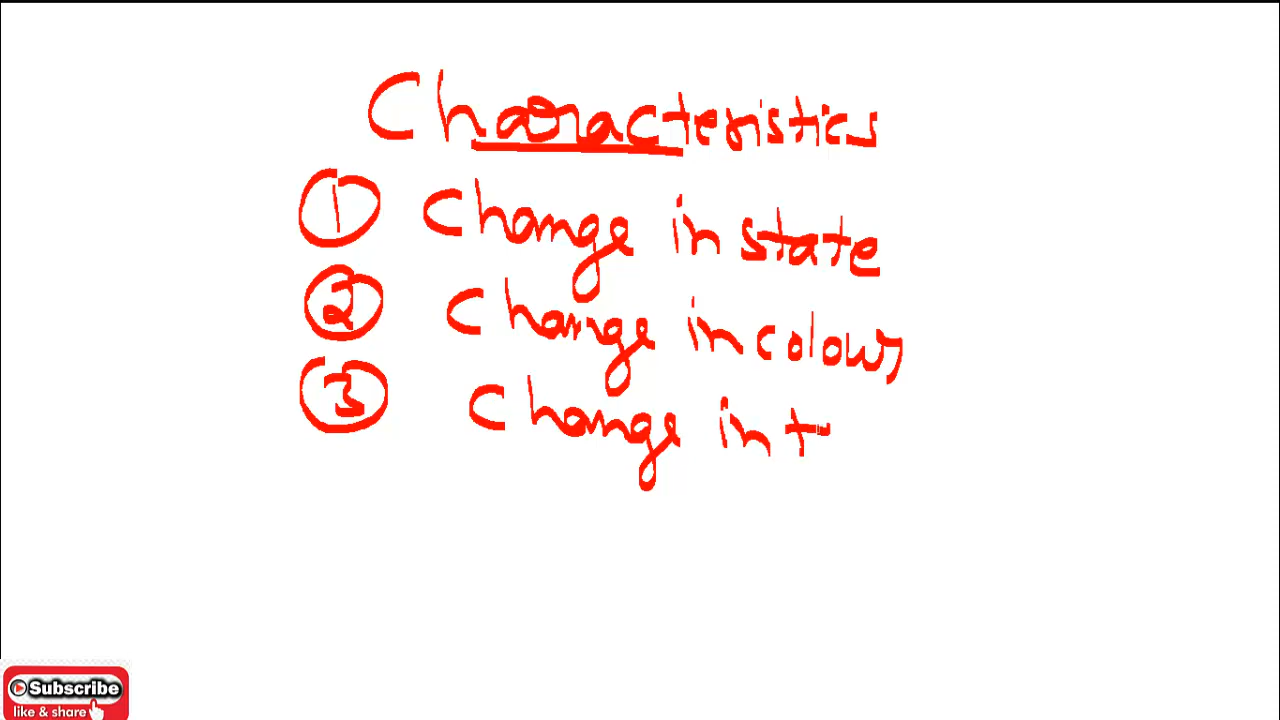 Characteristics
① Change in state
② Change in colour
③ Change in t
Subscribe
like & share